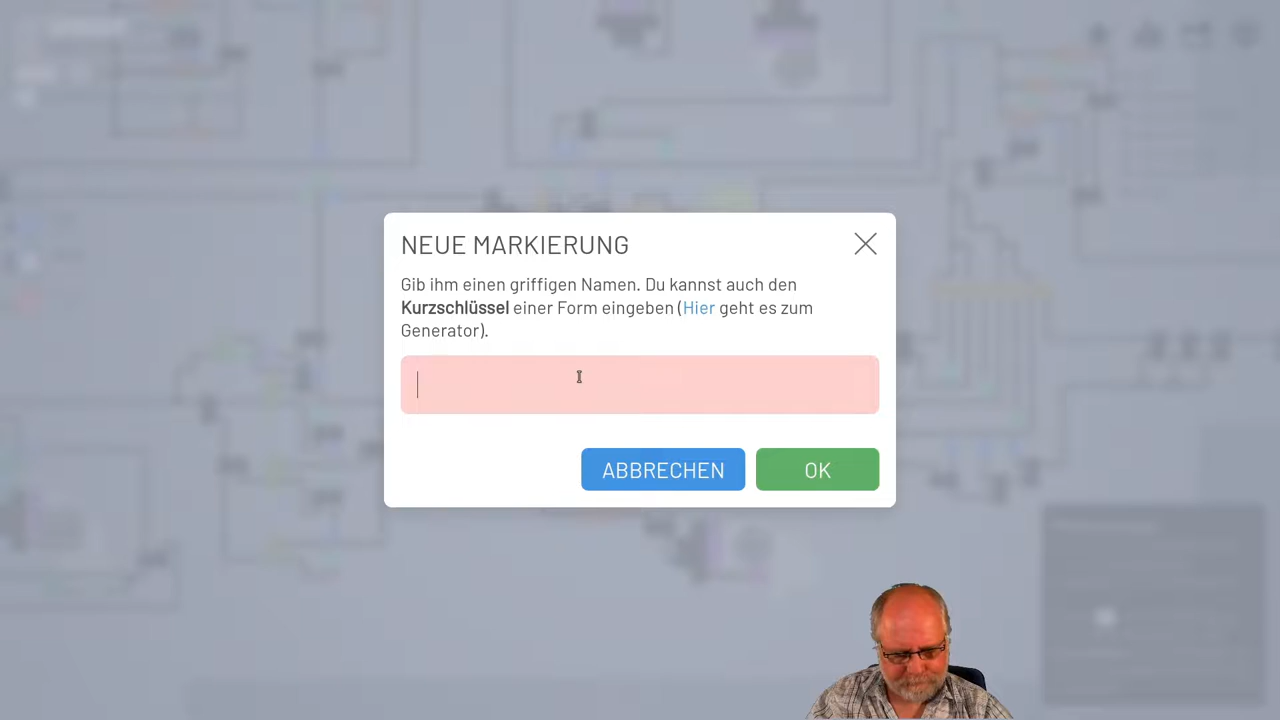 NEUE MARKIERUNG
Gib ihm einen griffigen Namen. Du kannst auch den
Kurzschlüssel einer Form eingeben (Hier geht es zum
Generator).
ABBRECHEN
OK